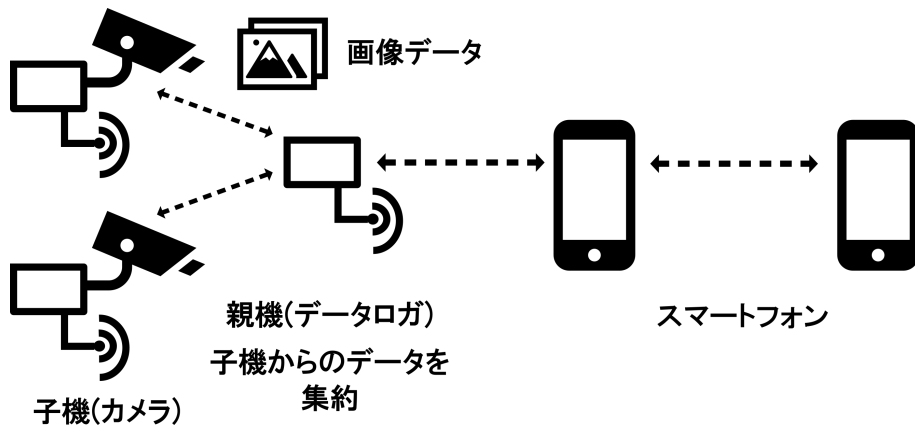 画像データ
親機(データロガ)
子機からのデータを
集約
スマートフォン
子機(カメラ)